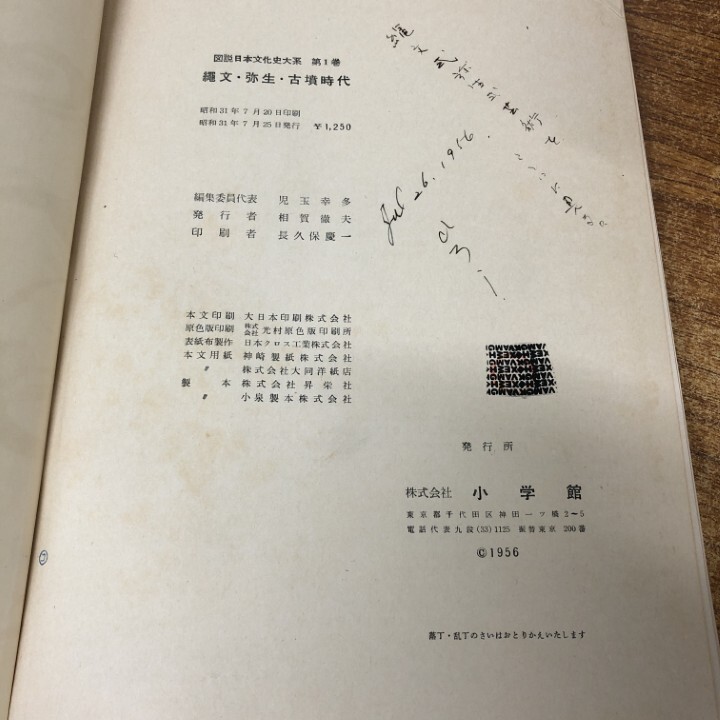 図説日本文化史大系 第1巻
繩文・弥生・古墳時代
昭和31年7月20日印刷
昭和31年7月25日発行 ¥1,250
編集委員代表 児玉幸多
発行者 相賀徹夫
印刷者 長久保慶一
本文印刷 大日本印刷株式会社
原色版印刷 株式会社 光村原色版印刷所
表紙布製作 日本クロス工業株式会社
本文用紙 神崎製紙株式会社
〃 株式会社大同洋紙店
製本 株式会社昇栄社
〃 小泉製本株式会社
繩文式弥生式古墳
26, 1956.
発行所
株式会社 小学館
東京都千代田区神田一ッ橋2〜5
電話代表九段(33)1125 振替東京 200番
©1956
落丁・乱丁のさいはおとりかえいたします